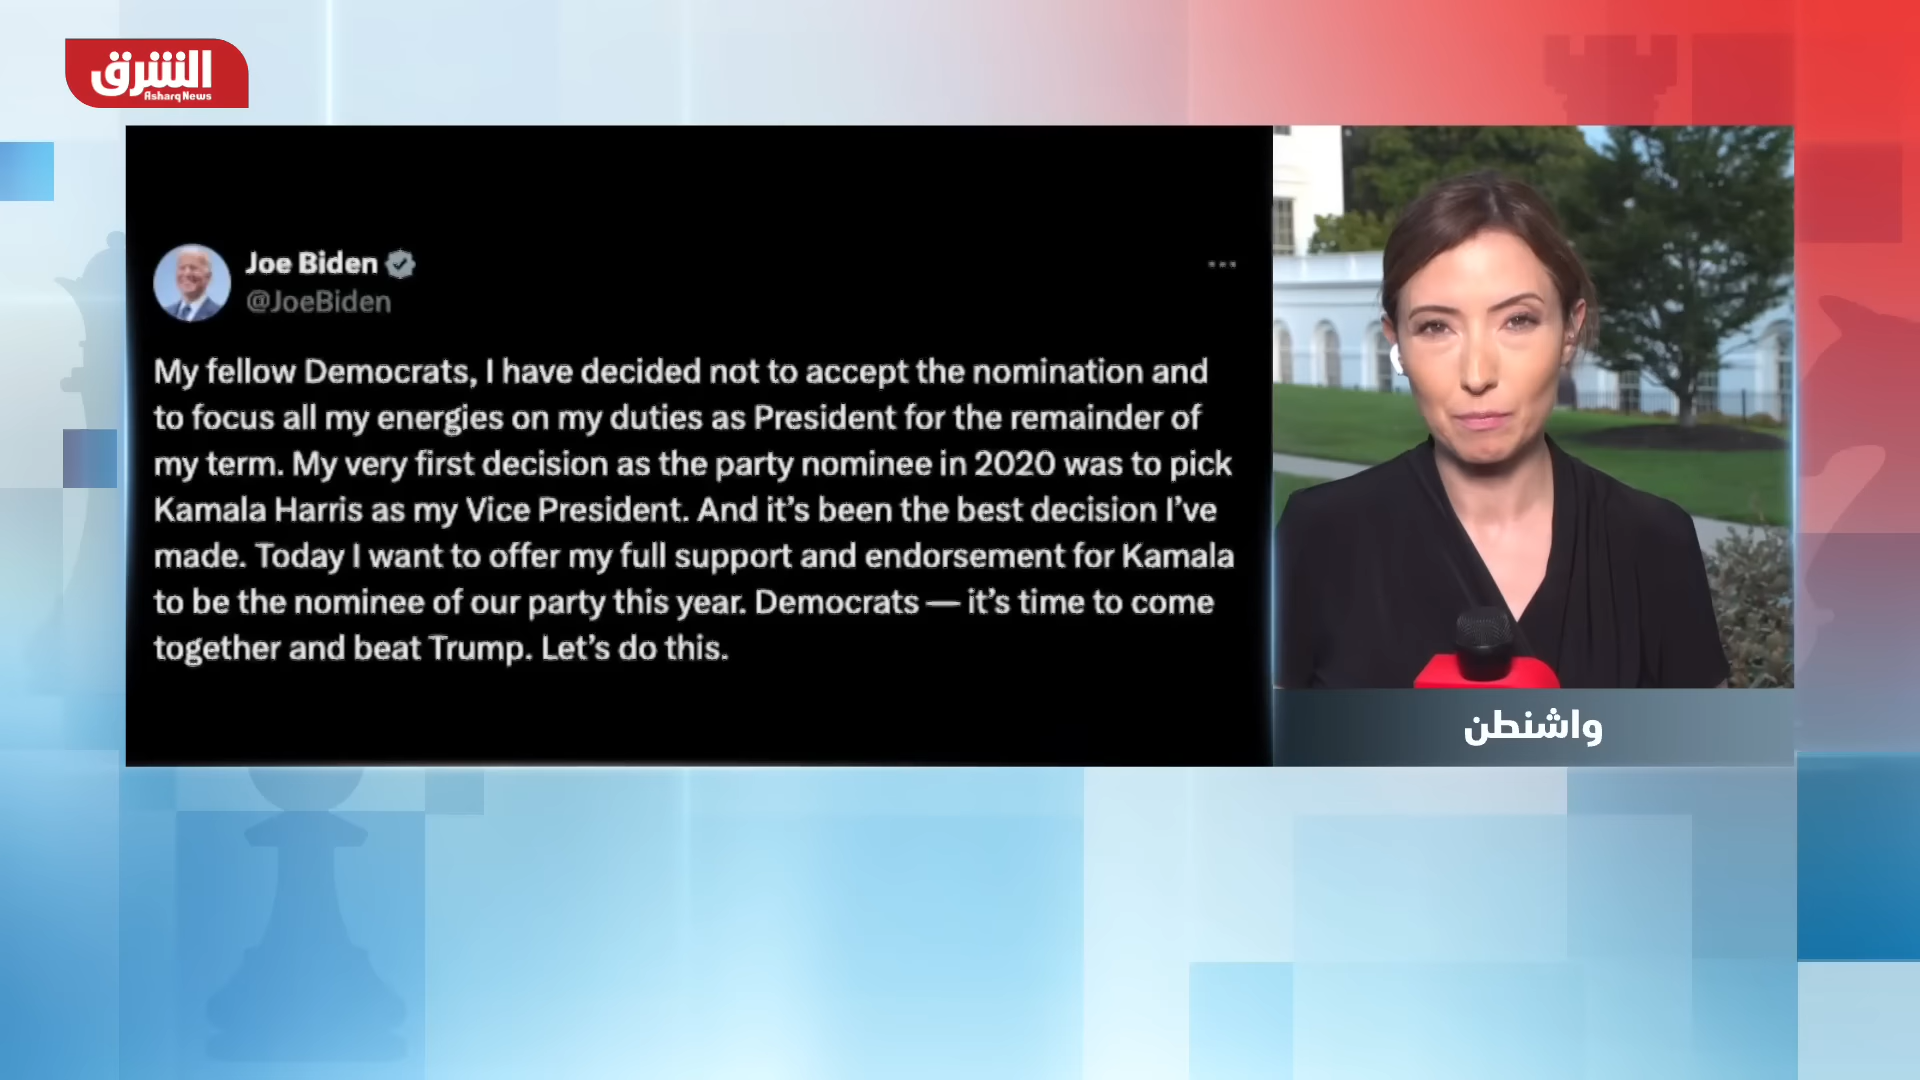 الشرق
Asharq News
Joe Biden
@JoeBiden
My fellow Democrats, I have decided not to accept the nomination and
to focus all my energies on my duties as President for the remainder of
my term. My very first decision as the party nominee in 2020 was to pick
Kamala Harris as my Vice President. And it’s been the best decision I’ve
made. Today I want to offer my full support and endorsement for Kamala
to be the nominee of our party this year. Democrats — it’s time to come
together and beat Trump. Let’s do this.
واشنطن